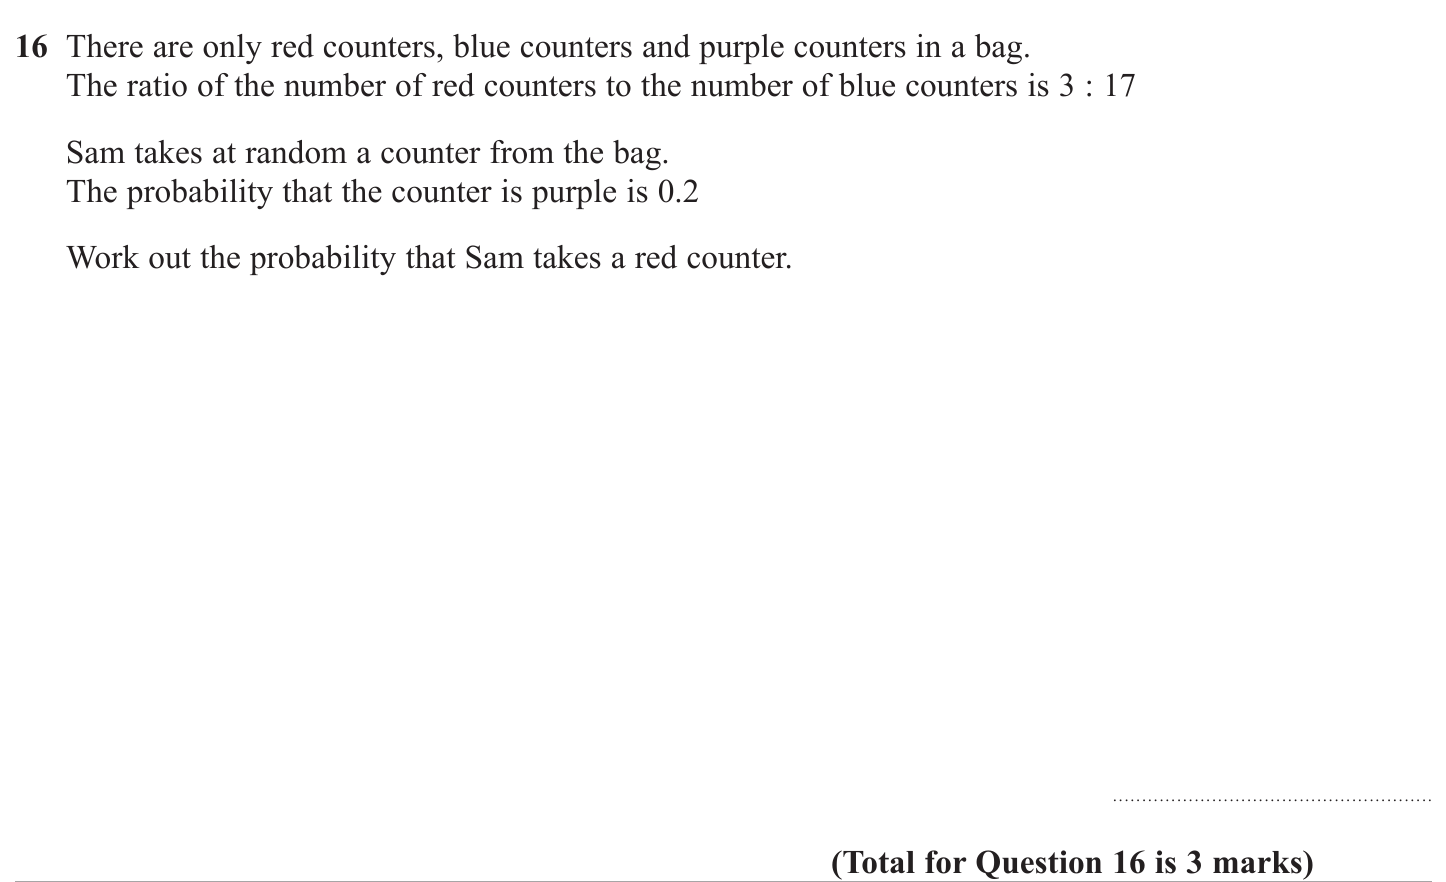 16 There are only red counters, blue counters and purple counters in a bag.
The ratio of the number of red counters to the number of blue counters is 3 : 17
Sam takes at random a counter from the bag.
The probability that the counter is purple is 0.2
Work out the probability that Sam takes a red counter.
(Total for Question 16 is 3 marks)